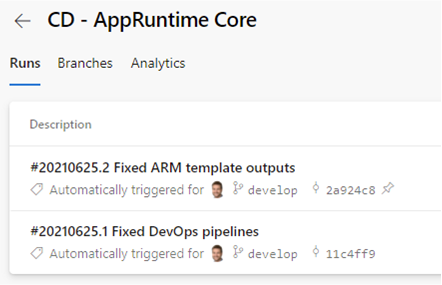 CD - AppRuntime Core
Runs Branches Analytics
Description
#20210625.2 Fixed ARM template outputs
Automatically triggered for develop 2a924c8
#20210625.1 Fixed DevOps pipelines
Automatically triggered for develop 11c4ff9